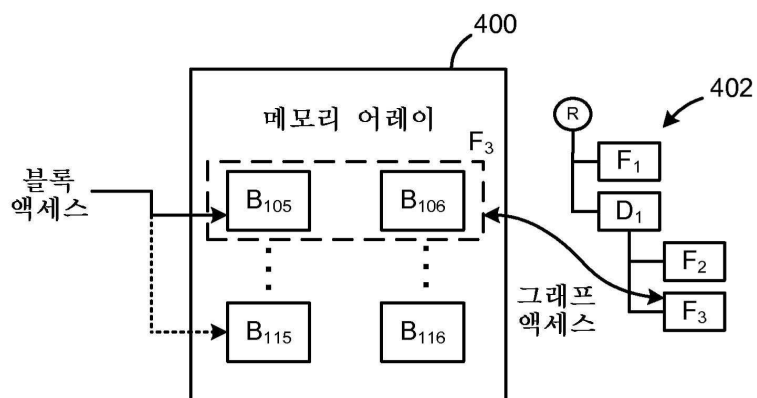 400
402
메모리 어레이
R
F₃
F₁
블록
액세스
B₁₀₅
B₁₀₆
D₁
F₂
그래프
액세스
F₃
B₁₁₅
B₁₁₆